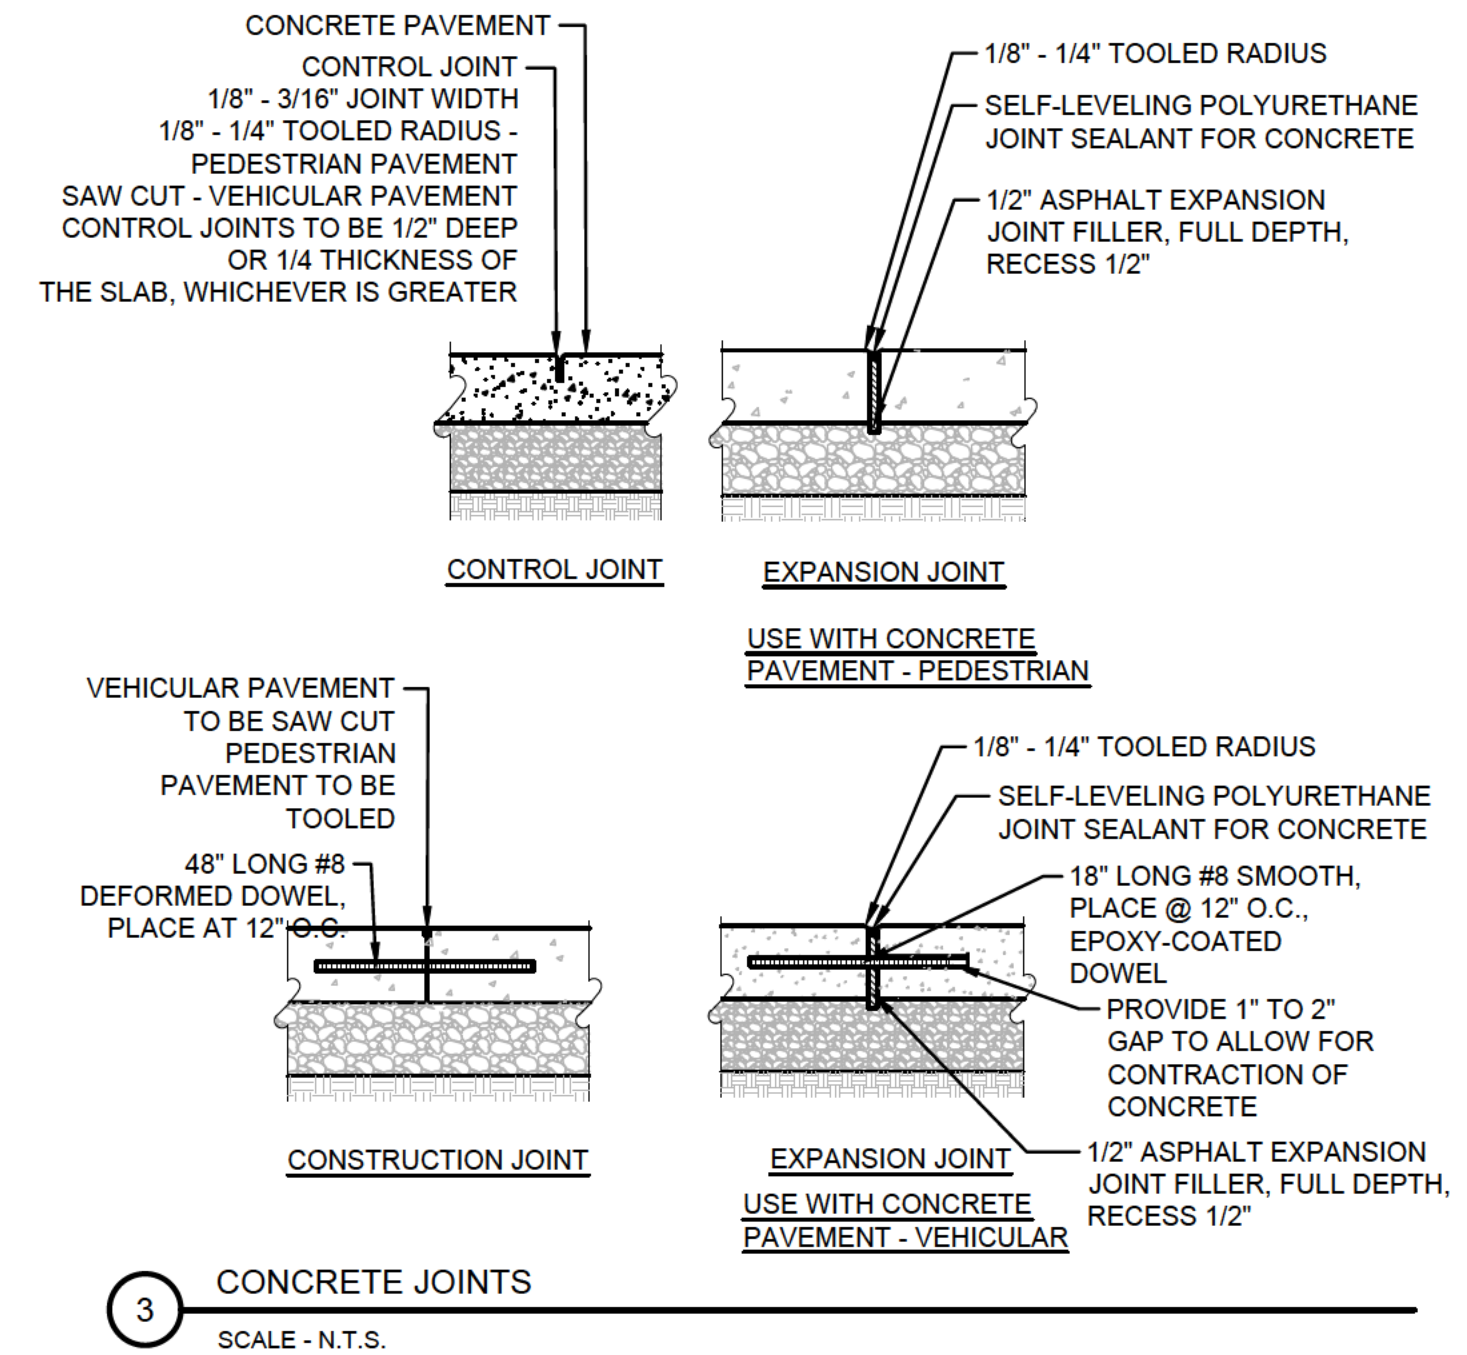 CONCRETE PAVEMENT
CONTROL JOINT
1/8" - 3/16" JOINT WIDTH
1/8" - 1/4" TOOLED RADIUS -
PEDESTRIAN PAVEMENT
SAW CUT - VEHICULAR PAVEMENT
CONTROL JOINTS TO BE 1/2" DEEP
OR 1/4 THICKNESS OF
THE SLAB, WHICHEVER IS GREATER
CONTROL JOINT
1/8" - 1/4" TOOLED RADIUS
SELF-LEVELING POLYURETHANE
JOINT SEALANT FOR CONCRETE
1/2" ASPHALT EXPANSION
JOINT FILLER, FULL DEPTH,
RECESS 1/2"
EXPANSION JOINT
USE WITH CONCRETE
PAVEMENT - PEDESTRIAN
VEHICULAR PAVEMENT
TO BE SAW CUT
PEDESTRIAN
PAVEMENT TO BE
TOOLED
48" LONG #8
DEFORMED DOWEL,
PLACE AT 12" O.C.
CONSTRUCTION JOINT
1/8" - 1/4" TOOLED RADIUS
SELF-LEVELING POLYURETHANE
JOINT SEALANT FOR CONCRETE
18" LONG #8 SMOOTH,
PLACE @ 12" O.C.,
EPOXY-COATED
DOWEL
PROVIDE 1" TO 2"
GAP TO ALLOW FOR
CONTRACTION OF
CONCRETE
1/2" ASPHALT EXPANSION
JOINT FILLER, FULL DEPTH,
RECESS 1/2"
EXPANSION JOINT
USE WITH CONCRETE
PAVEMENT - VEHICULAR
3
CONCRETE JOINTS
SCALE - N.T.S.